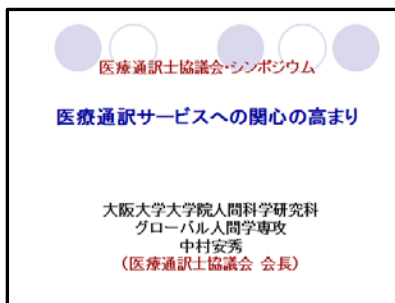 医療通訳士協議会・シンポジウム
医療通訳サービスへの関心の高まり
大阪大学大学院人間科学研究科
グローバル人間学専攻
中村安秀
（医療通訳士協議会 会長）